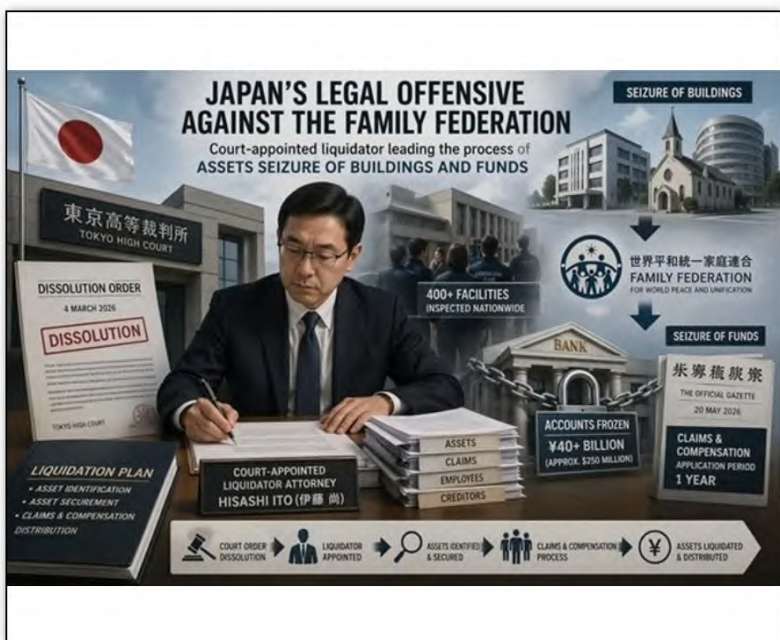 JAPAN'S LEGAL OFFENSIVE
AGAINST THE FAMILY FEDERATION
Court-appointed liquidator leading the process of
ASSETS SEIZURE OF BUILDINGS AND FUNDS
SEIZURE OF BUILDINGS
東京高等裁判所
TOKYO HIGH COURT
世界平和統一家庭連合
FAMILY FEDERATION
FOR WORLD PEACE AND UNIFICATION
400+ FACILITIES
INSPECTED NATIONWIDE
DISSOLUTION ORDER
4 MARCH 2026
DISSOLUTION
TOKYO HIGH COURT
SEIZURE OF FUNDS
BANK
THE OFFICIAL GAZETTE
20 MAY 2026
CLAIMS &
COMPENSATION
APPLICATION PERIOD
1 YEAR
ACCOUNTS FROZEN
¥40+ BILLION
(APPROX. $250 MILLION)
ASSETS
CLAIMS
EMPLOYEES
CREDITORS
LIQUIDATION PLAN
• ASSET IDENTIFICATION
• ASSET SECUREMENT
• CLAIMS & COMPENSATION
DISTRIBUTION
COURT-APPOINTED
LIQUIDATOR ATTORNEY
HISASHI ITO (伊藤 尚)
COURT ORDER
DISSOLUTION
LIQUIDATOR
APPOINTED
ASSETS IDENTIFIED
& SECURED
CLAIMS & COMPENSATION
PROCESS
¥
ASSETS LIQUIDATED
& DISTRIBUTED